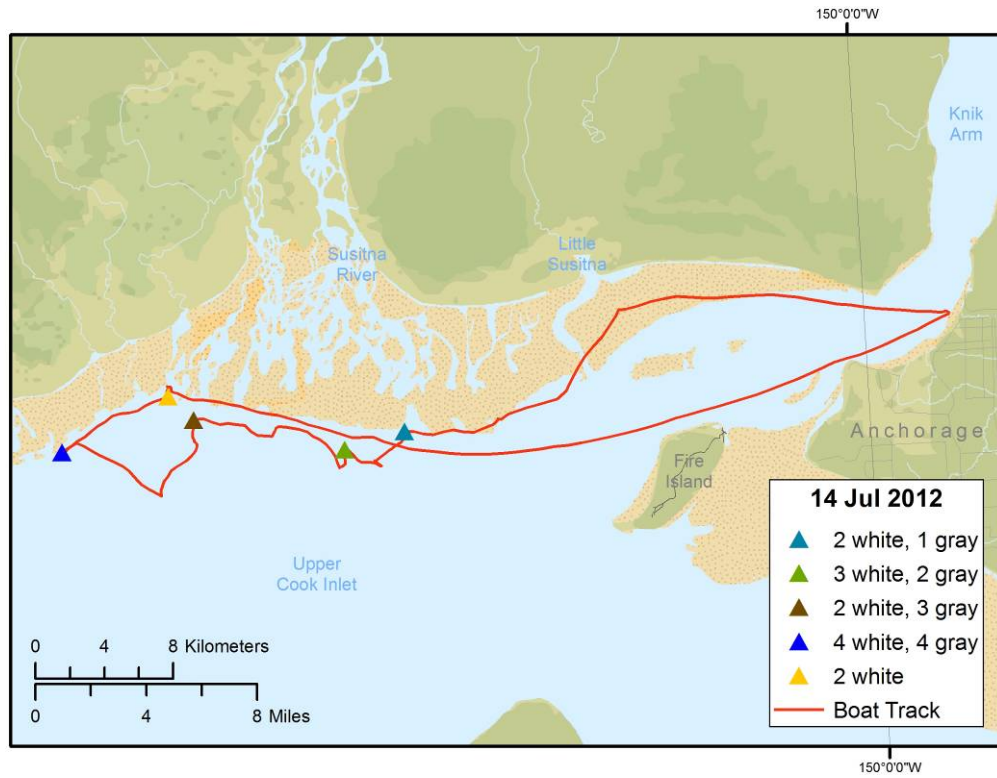 150°0'0"W
Knik
Arm
Susitna
River
Little
Susitna
Anchorage
Fire
Island
Upper
Cook Inlet
14 Jul 2012
2 white, 1 gray
3 white, 2 gray
2 white, 3 gray
4 white, 4 gray
2 white
Boat Track
0 4 8 Kilometers
0 4 8 Miles
150°0'0"W